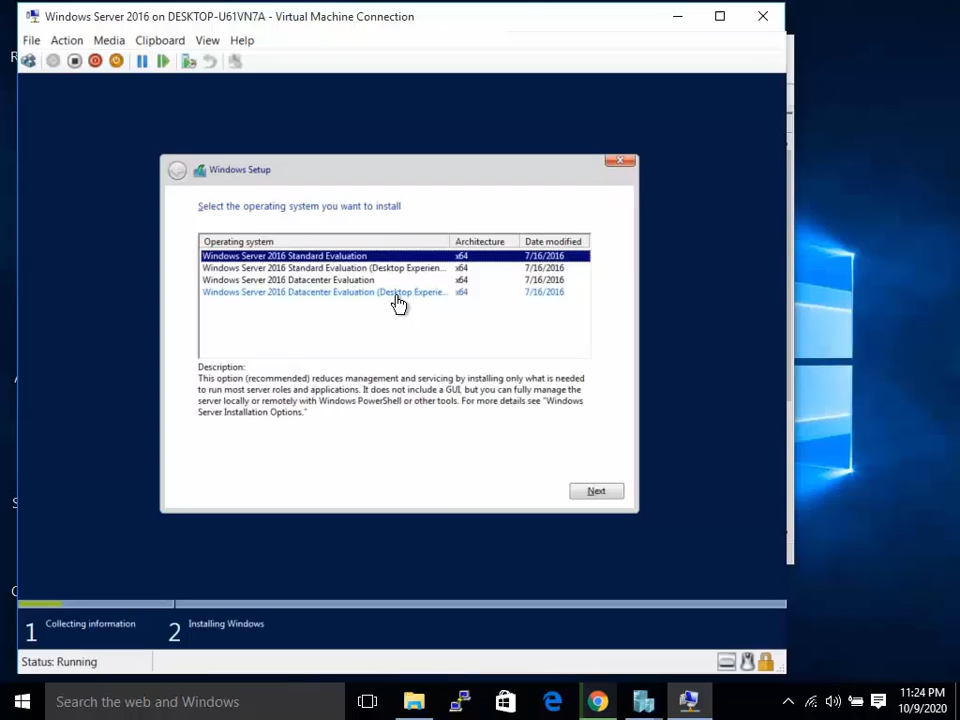 Windows Server 2016 on DESKTOP-U61VN7A - Virtual Machine Connection
File Action Media Clipboard View Help
Windows Setup
Select the operating system you want to install
Operating system Architecture Date modified
Windows Server 2016 Standard Evaluation x64 7/16/2016
Windows Server 2016 Standard Evaluation (Desktop Experien... x64 7/16/2016
Windows Server 2016 Datacenter Evaluation x64 7/16/2016
Windows Server 2016 Datacenter Evaluation (Desktop Experie... x64 7/16/2016
Description:
This option (recommended) reduces management and servicing by installing only what is needed
to run most server roles and applications. It does not include a GUI, but you can fully manage the
server locally or remotely with Windows PowerShell or other tools. For more details see "Windows
Server Installation Options."
Next
1 Collecting information 2 Installing Windows
Status: Running
Search the web and Windows
11:24 PM
10/9/2020